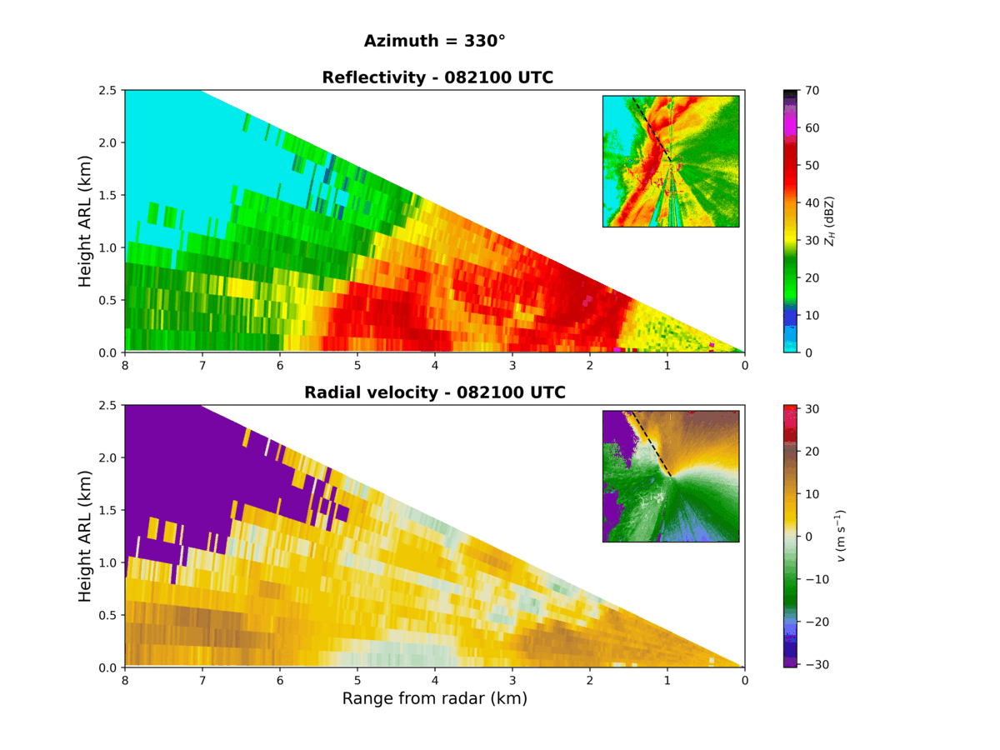 Azimuth = 330°
Reflectivity - 082100 UTC
Height ARL (km)
2.5
2.0
1.5
1.0
0.5
0.0
8 7 6 5 4 3 2 1 0
70
60
50
40
30
20
10
0
Z_H (dBZ)
Radial velocity - 082100 UTC
Height ARL (km)
2.5
2.0
1.5
1.0
0.5
0.0
8 7 6 5 4 3 2 1 0
Range from radar (km)
30
20
10
0
−10
−20
−30
v (m s⁻¹)